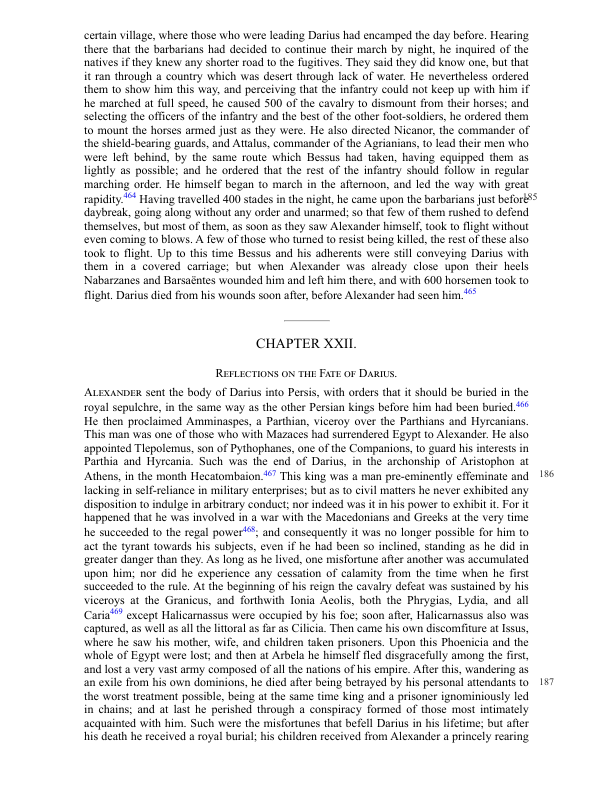 certain village, where those who were leading Darius had encamped the day before. Hearing
there that the barbarians had decided to continue their march by night, he inquired of the
natives if they knew any shorter road to the fugitives. They said they did know one, but that
it ran through a country which was desert through lack of water. He nevertheless ordered
them to show him this way, and perceiving that the infantry could not keep up with him if
he marched at full speed, he caused 500 of the cavalry to dismount from their horses; and
selecting the officers of the infantry and the best of the other foot-soldiers, he ordered them
to mount the horses armed just as they were. He also directed Nicanor, the commander of
the shield-bearing guards, and Attalus, commander of the Agrianians, to lead their men who
were left behind, by the same route which Bessus had taken, having equipped them as
lightly as possible; and he ordered that the rest of the infantry should follow in regular
marching order. He himself began to march in the afternoon, and led the way with great
rapidity.464 Having travelled 400 stades in the night, he came upon the barbarians just before 185
daybreak, going along without any order and unarmed; so that few of them rushed to defend
themselves, but most of them, as soon as they saw Alexander himself, took to flight without
even coming to blows. A few of those who turned to resist being killed, the rest of these also
took to flight. Up to this time Bessus and his adherents were still conveying Darius with
them in a covered carriage; but when Alexander was already close upon their heels
Nabarzanes and Barsaëntes wounded him and left him there, and with 600 horsemen took to
flight. Darius died from his wounds soon after, before Alexander had seen him.465
CHAPTER XXII.
Reflections on the Fate of Darius.
Alexander sent the body of Darius into Persis, with orders that it should be buried in the
royal sepulchre, in the same way as the other Persian kings before him had been buried.466
He then proclaimed Amminaspes, a Parthian, viceroy over the Parthians and Hyrcanians.
This man was one of those who with Mazaces had surrendered Egypt to Alexander. He also
appointed Tlepolemus, son of Pythophanes, one of the Companions, to guard his interests in
Parthia and Hyrcania. Such was the end of Darius, in the archonship of Aristophon at
Athens, in the month Hecatombaion.467 This king was a man pre-eminently effeminate and 186
lacking in self-reliance in military enterprises; but as to civil matters he never exhibited any
disposition to indulge in arbitrary conduct; nor indeed was it in his power to exhibit it. For it
happened that he was involved in a war with the Macedonians and Greeks at the very time
he succeeded to the regal power468; and consequently it was no longer possible for him to
act the tyrant towards his subjects, even if he had been so inclined, standing as he did in
greater danger than they. As long as he lived, one misfortune after another was accumulated
upon him; nor did he experience any cessation of calamity from the time when he first
succeeded to the rule. At the beginning of his reign the cavalry defeat was sustained by his
viceroys at the Granicus, and forthwith Ionia Aeolis, both the Phrygias, Lydia, and all
Caria469 except Halicarnassus were occupied by his foe; soon after, Halicarnassus also was
captured, as well as all the littoral as far as Cilicia. Then came his own discomfiture at Issus,
where he saw his mother, wife, and children taken prisoners. Upon this Phoenicia and the
whole of Egypt were lost; and then at Arbela he himself fled disgracefully among the first,
and lost a very vast army composed of all the nations of his empire. After this, wandering as
an exile from his own dominions, he died after being betrayed by his personal attendants to 187
the worst treatment possible, being at the same time king and a prisoner ignominiously led
in chains; and at last he perished through a conspiracy formed of those most intimately
acquainted with him. Such were the misfortunes that befell Darius in his lifetime; but after
his death he received a royal burial; his children received from Alexander a princely rearing